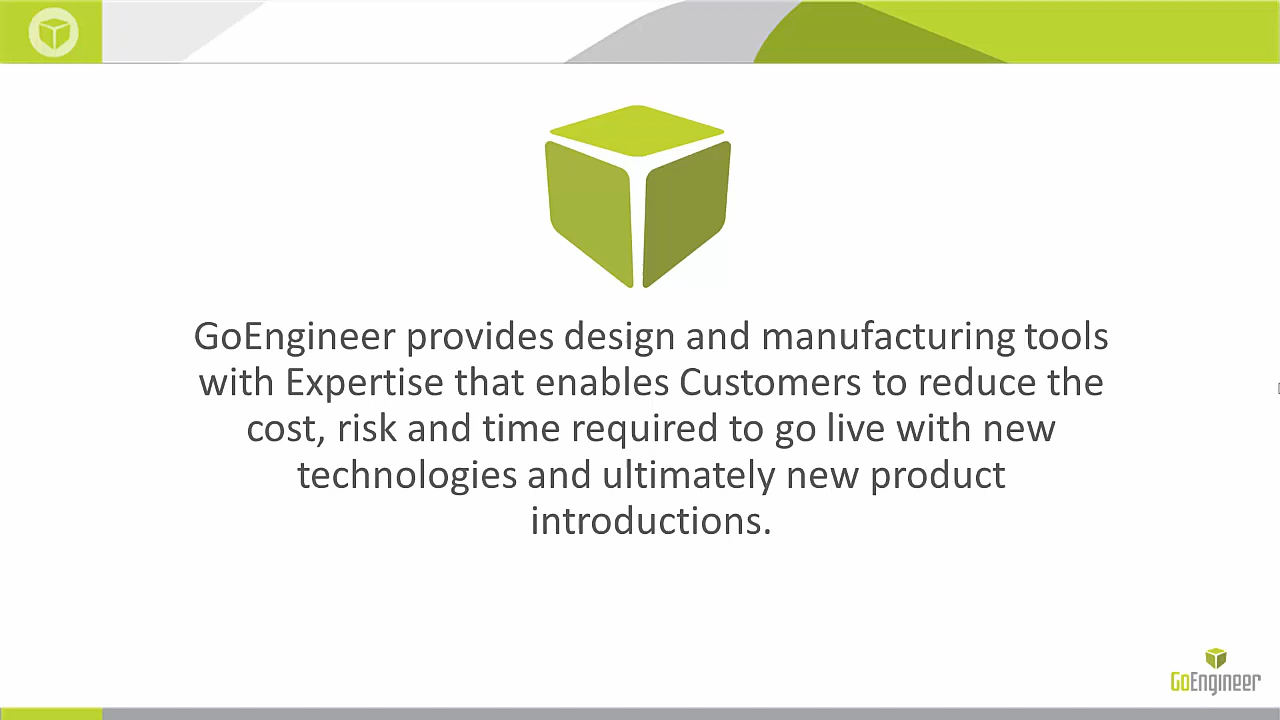 GoEngineer provides design and manufacturing tools
with Expertise that enables Customers to reduce the
cost, risk and time required to go live with new
technologies and ultimately new product
introductions.
GoEngineer